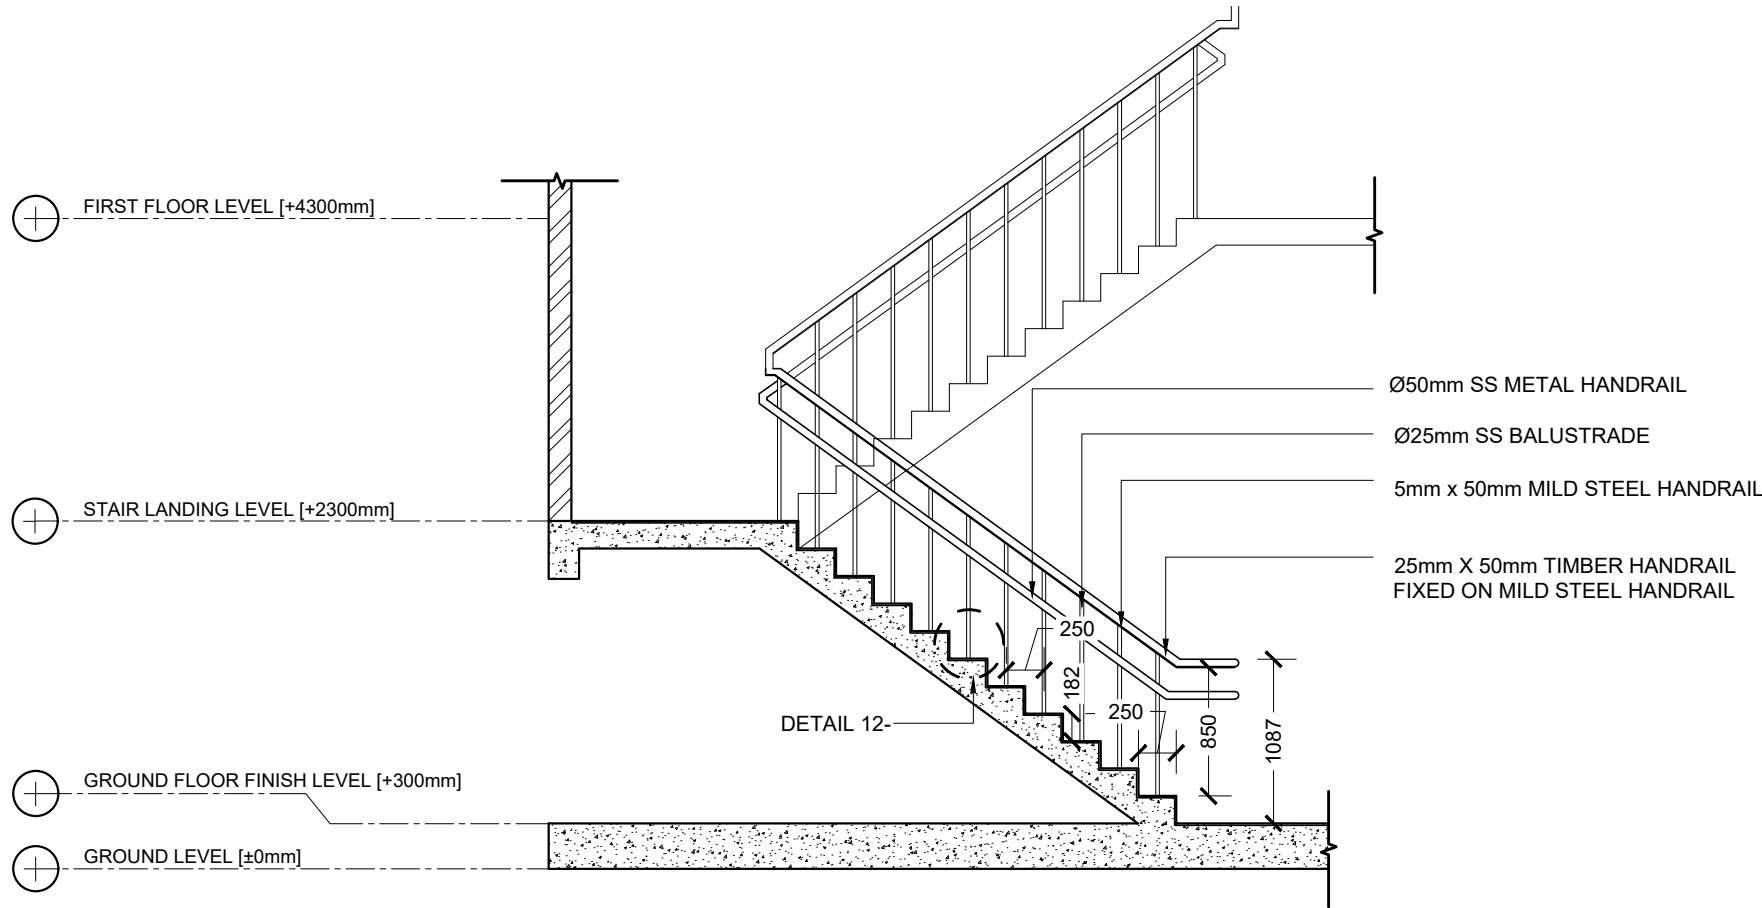 FIRST FLOOR LEVEL [+4300mm]
Ø50mm SS METAL HANDRAIL
Ø25mm SS BALUSTRADE
5mm x 50mm MILD STEEL HANDRAIL
STAIR LANDING LEVEL [+2300mm]
25mm X 50mm TIMBER HANDRAIL
FIXED ON MILD STEEL HANDRAIL
250
182
250
850
1087
DETAIL 12-
GROUND FLOOR FINISH LEVEL [+300mm]
GROUND LEVEL [±0mm]